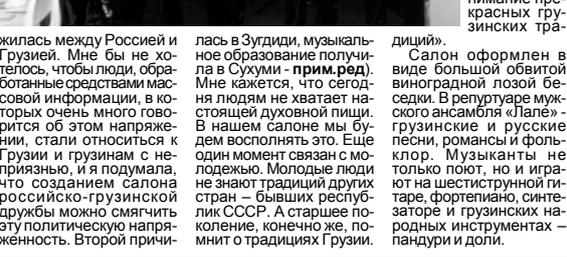 жилась между Россией и
Грузией. Мне бы не хо-
телось, чтобы люди, обра-
ботанные средствами мас-
совой информации, в ко-
торых очень много гово-
рится об этом напряже-
нии, стали относиться к
Грузии и грузинам с не-
приязнью, и я подумала,
что созданием салона
российско-грузинской
дружбы можно смягчить
эту политическую напря-
женность. Второй причи-
лась в Зугдиди, музыкаль-
ное образование получи-
ла в Сухуми - прим.ред).
Мне кажется, что сегод-
ня людям не хватает на-
стоящей духовной пищи.
В нашем салоне мы бу-
дем восполнять это. Еще
один момент связан с мо-
лодежью. Молодые люди
не знают традиций других
стран – бывших респуб-
лик СССР. А старшее по-
коление, конечно же, по-
мнит о традициях Грузии.
красных гру-
зинских тра-
диций».
Салон оформлен в
виде большой обвитой
виноградной лозой бе-
седки. В репуртуаре муж-
ского ансамбля «Лале» -
грузинские и русские
песни, романсы и фоль-
клор. Музыканты не
только поют, но и игра-
ют на шестиструнной ги-
таре, фортепиано, синте-
заторе и грузинских на-
родных инструментах –
пандури и доли.